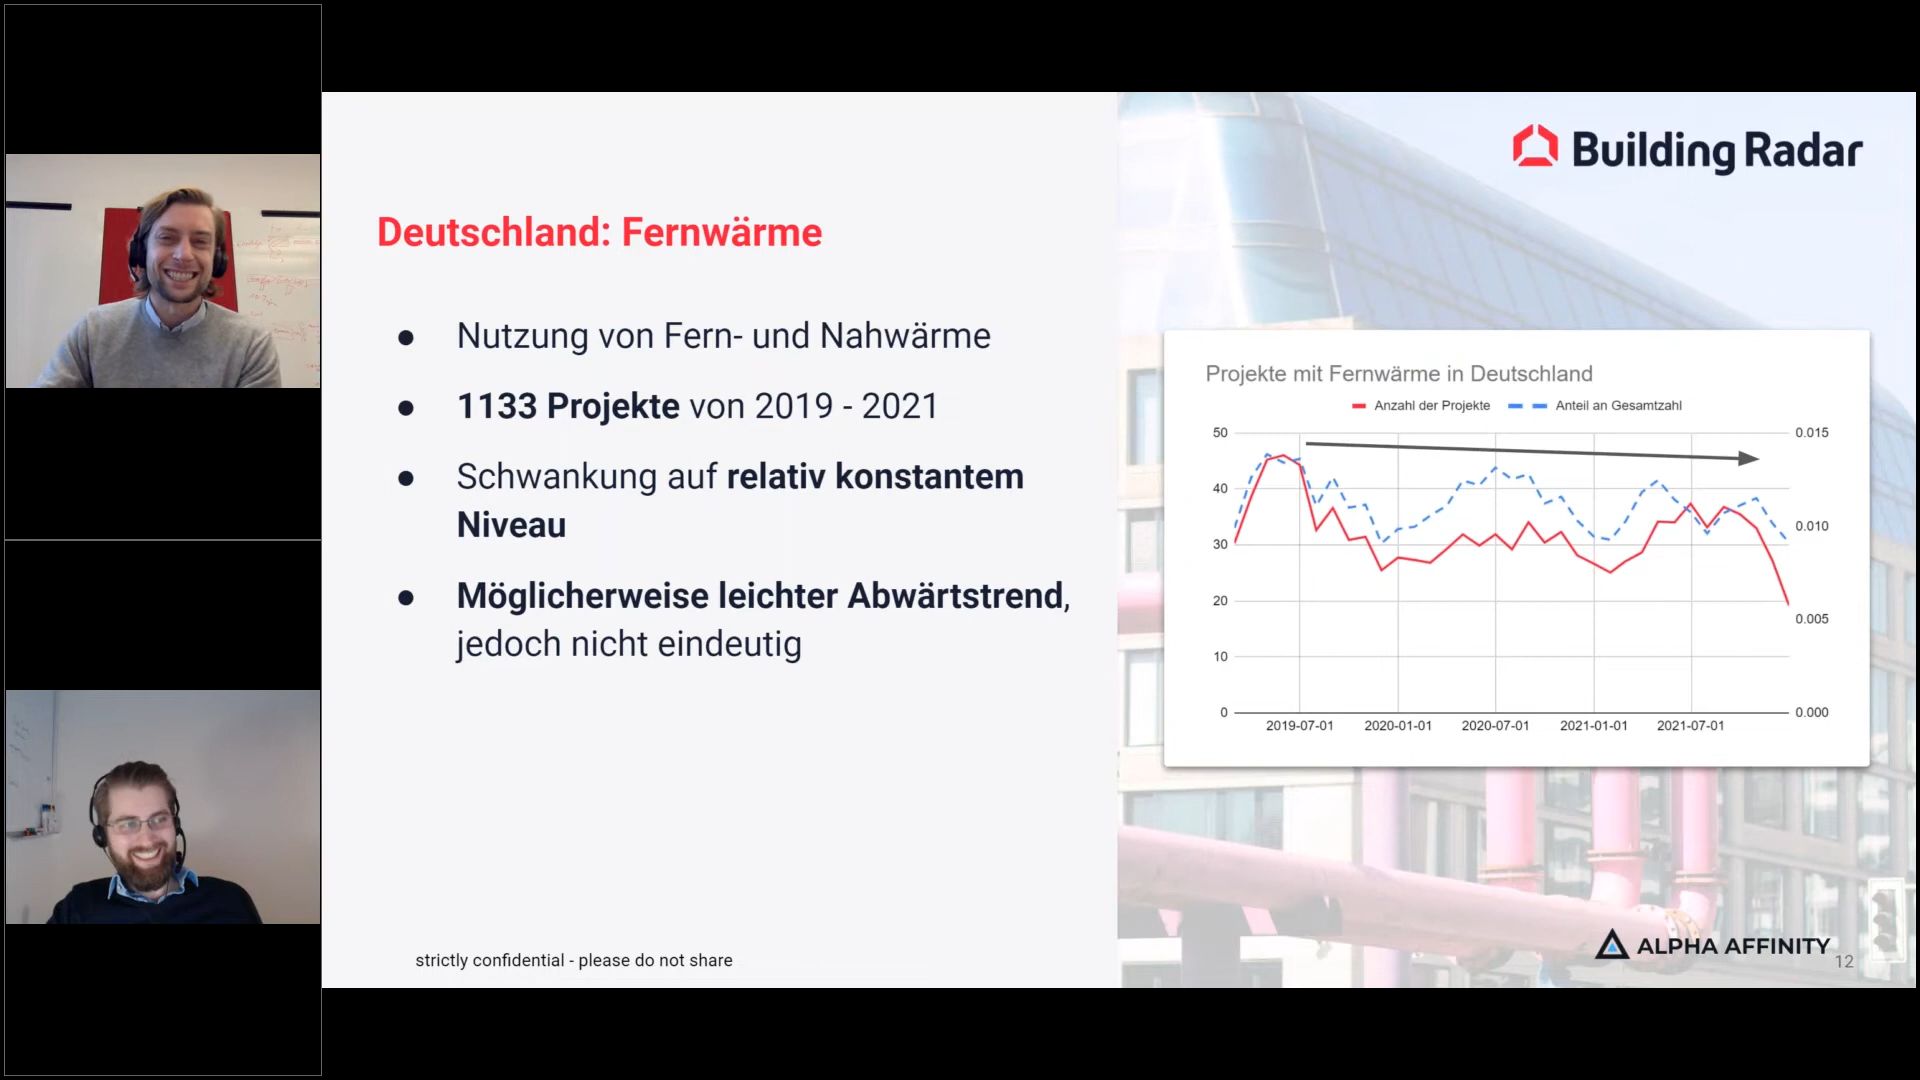 Building Radar
Deutschland: Fernwärme
● Nutzung von Fern- und Nahwärme
● 1133 Projekte von 2019 - 2021
● Schwankung auf relativ konstantem
Niveau
● Möglicherweise leichter Abwärtstrend,
jedoch nicht eindeutig
Projekte mit Fernwärme in Deutschland
Anzahl der Projekte Anteil an Gesamtzahl
50 0.015
40
0.010
30
20
0.005
10
0 0.000
2019-07-01 2020-01-01 2020-07-01 2021-01-01 2021-07-01
strictly confidential - please do not share
ALPHA AFFINITY
12